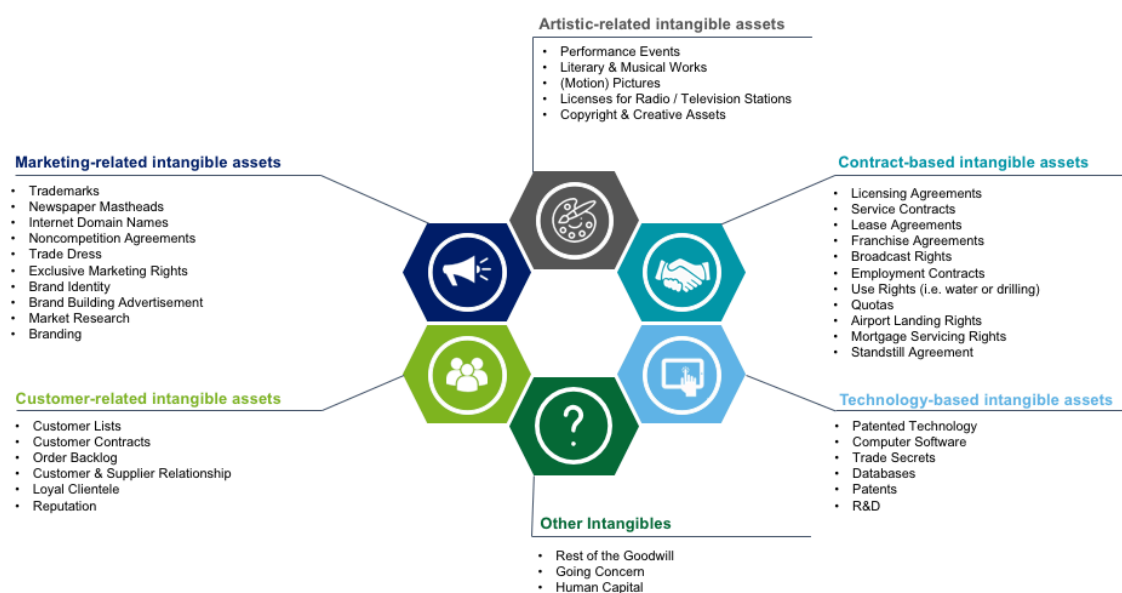 Artistic-related intangible assets
• Performance Events
• Literary & Musical Works
• (Motion) Pictures
• Licenses for Radio / Television Stations
• Copyright & Creative Assets
Marketing-related intangible assets
• Trademarks
• Newspaper Mastheads
• Internet Domain Names
• Noncompetition Agreements
• Trade Dress
• Exclusive Marketing Rights
• Brand Identity
• Brand Building Advertisement
• Market Research
• Branding
Contract-based intangible assets
• Licensing Agreements
• Service Contracts
• Lease Agreements
• Franchise Agreements
• Broadcast Rights
• Employment Contracts
• Use Rights (i.e. water or drilling)
• Quotas
• Airport Landing Rights
• Mortgage Servicing Rights
• Standstill Agreement
Customer-related intangible assets
• Customer Lists
• Customer Contracts
• Order Backlog
• Customer & Supplier Relationship
• Loyal Clientele
• Reputation
Technology-based intangible assets
• Patented Technology
• Computer Software
• Trade Secrets
• Databases
• Patents
• R&D
?
Other Intangibles
• Rest of the Goodwill
• Going Concern
• Human Capital